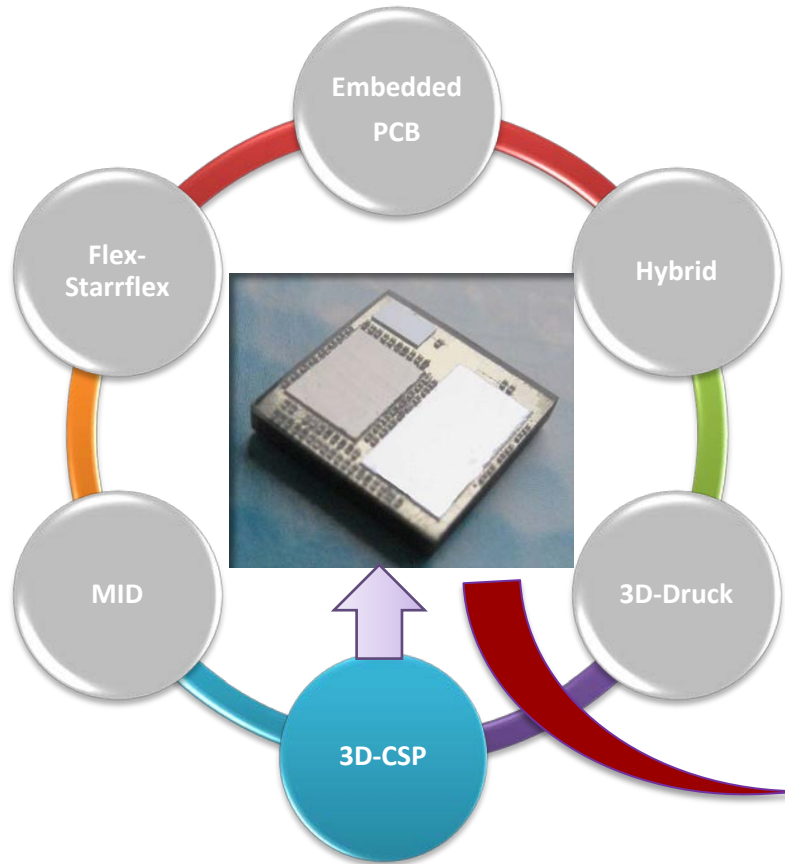 Embedded
PCB
Flex-
Starrflex
Hybrid
MID
3D-Druck
3D-CSP